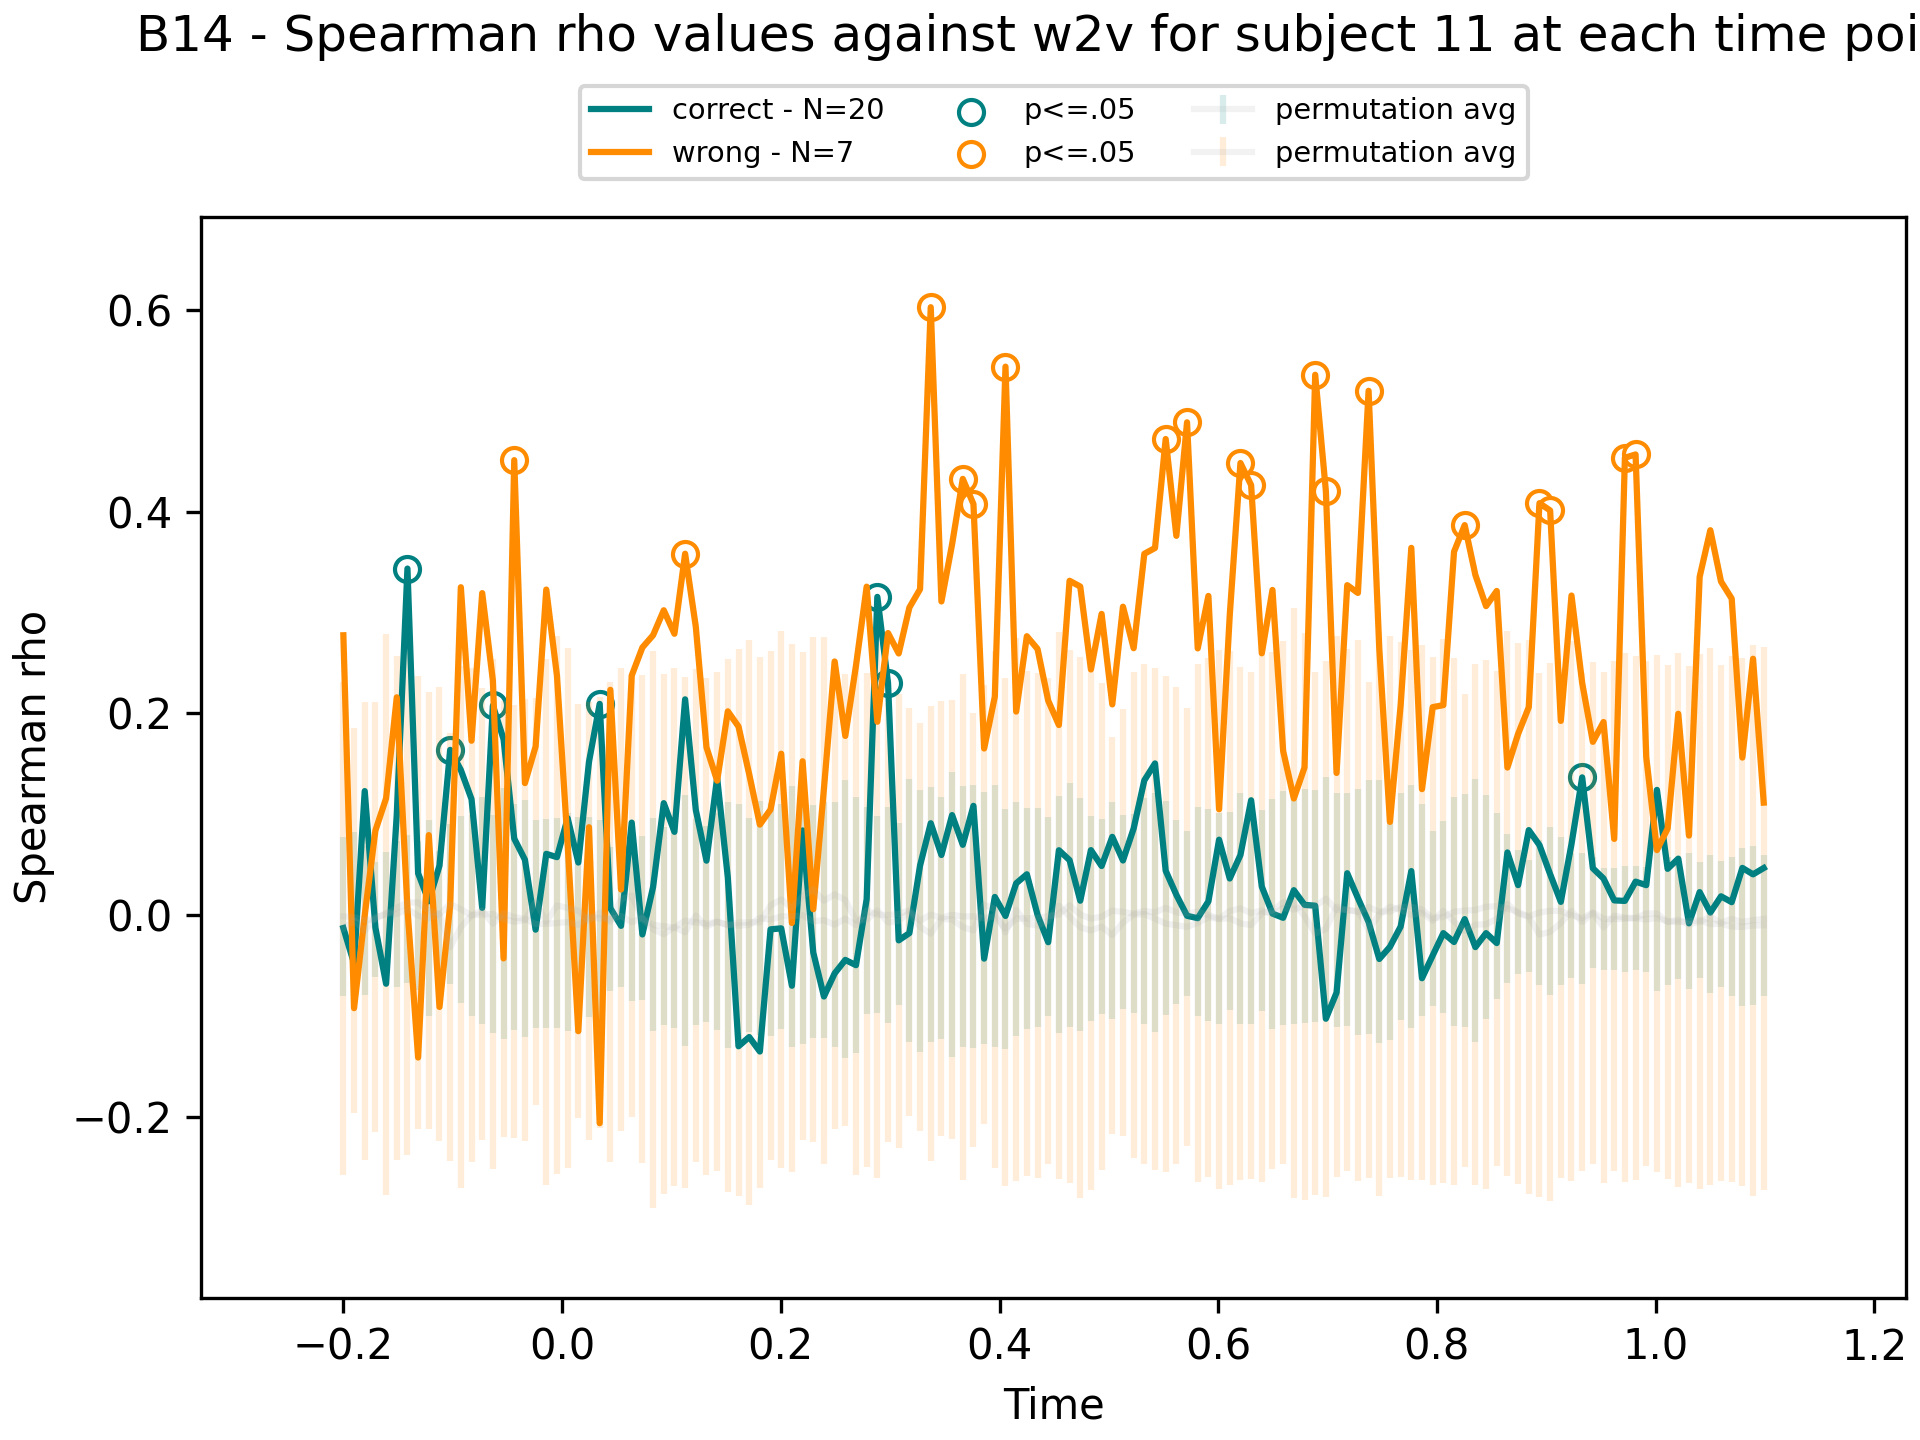 B14 - Spearman rho values against w2v for subject 11 at each time poi
correct - N=20
wrong - N=7
p<=.05
p<=.05
permutation avg
permutation avg
Spearman rho
0.6
0.4
0.2
0.0
−0.2
−0.2 0.0 0.2 0.4 0.6 0.8 1.0 1.2
Time